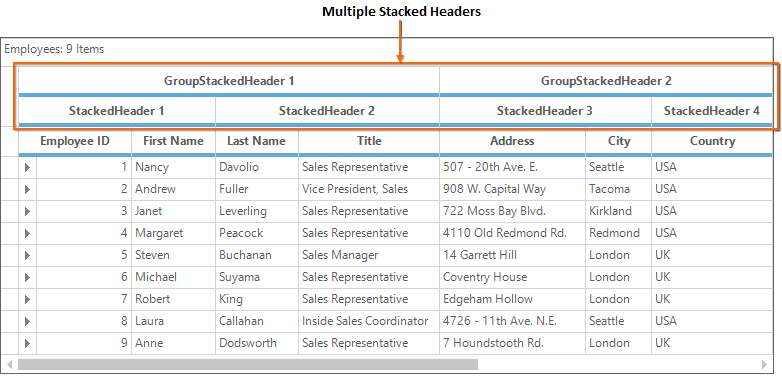 Multiple Stacked Headers
Employees: 9 Items
GroupStackedHeader 1 GroupStackedHeader 2
StackedHeader 1 StackedHeader 2 StackedHeader 3 StackedHeader 4
Employee ID First Name Last Name Title Address City Country
1 Nancy Davolio Sales Representative 507 - 20th Ave. E. Seattle USA
2 Andrew Fuller Vice President, Sales 908 W. Capital Way Tacoma USA
3 Janet Leverling Sales Representative 722 Moss Bay Blvd. Kirkland USA
4 Margaret Peacock Sales Representative 4110 Old Redmond Rd. Redmond USA
5 Steven Buchanan Sales Manager 14 Garrett Hill London UK
6 Michael Suyama Sales Representative Coventry House London UK
7 Robert King Sales Representative Edgeham Hollow London UK
8 Laura Callahan Inside Sales Coordinator 4726 - 11th Ave. N.E. Seattle USA
9 Anne Dodsworth Sales Representative 7 Houndstooth Rd. London UK